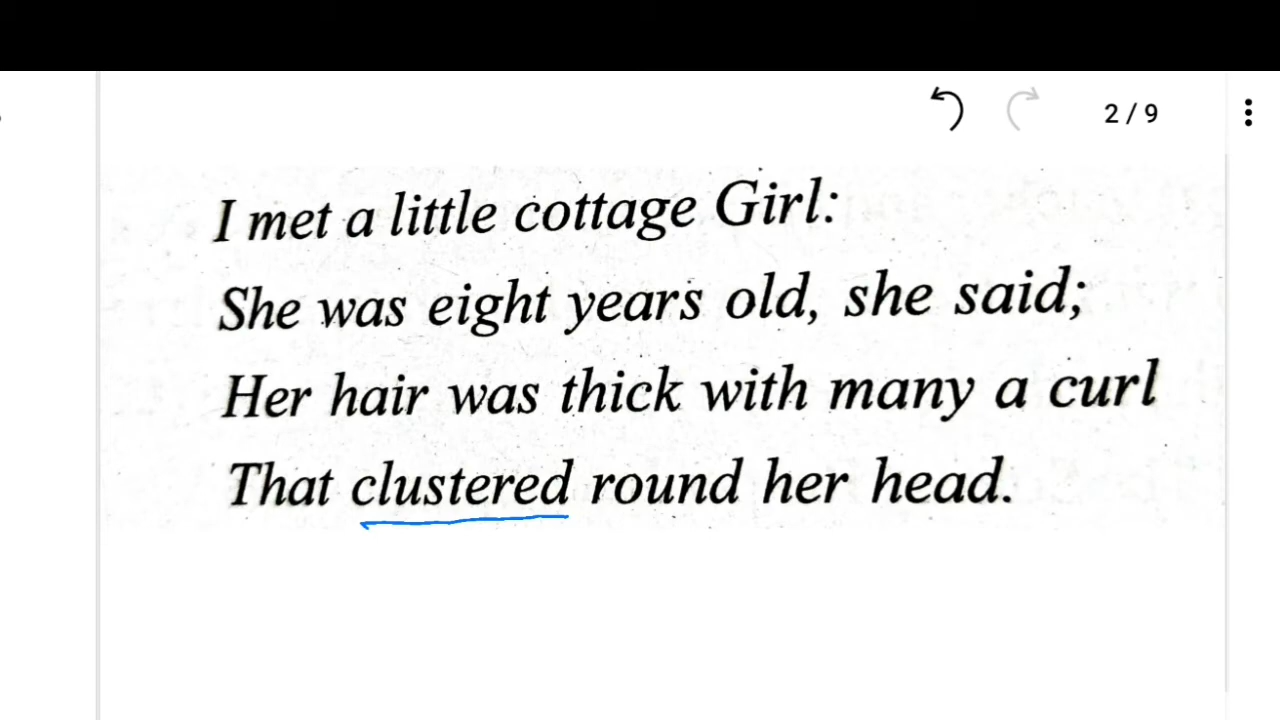 2 / 9
I met a little cottage Girl:
She was eight years old, she said;
Her hair was thick with many a curl
That clustered round her head.